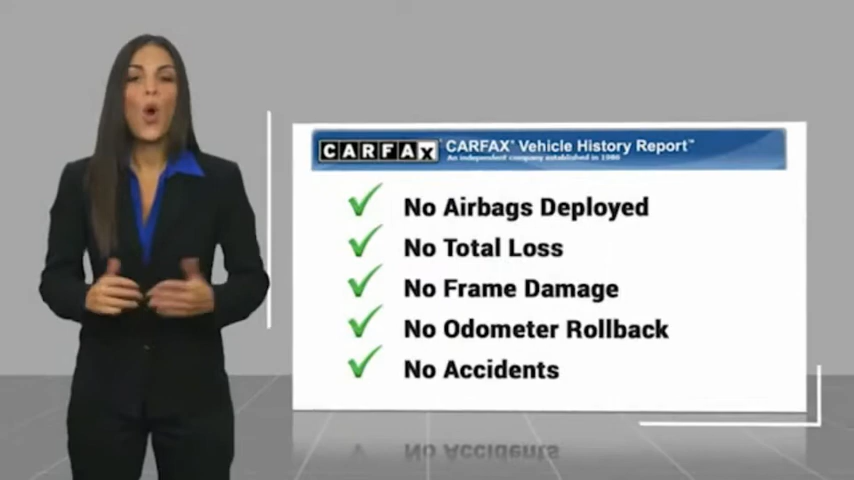 CARFAX CARFAX® Vehicle History Report™
An independent company established in 1986
No Airbags Deployed
No Total Loss
No Frame Damage
No Odometer Rollback
No Accidents
No Accidents